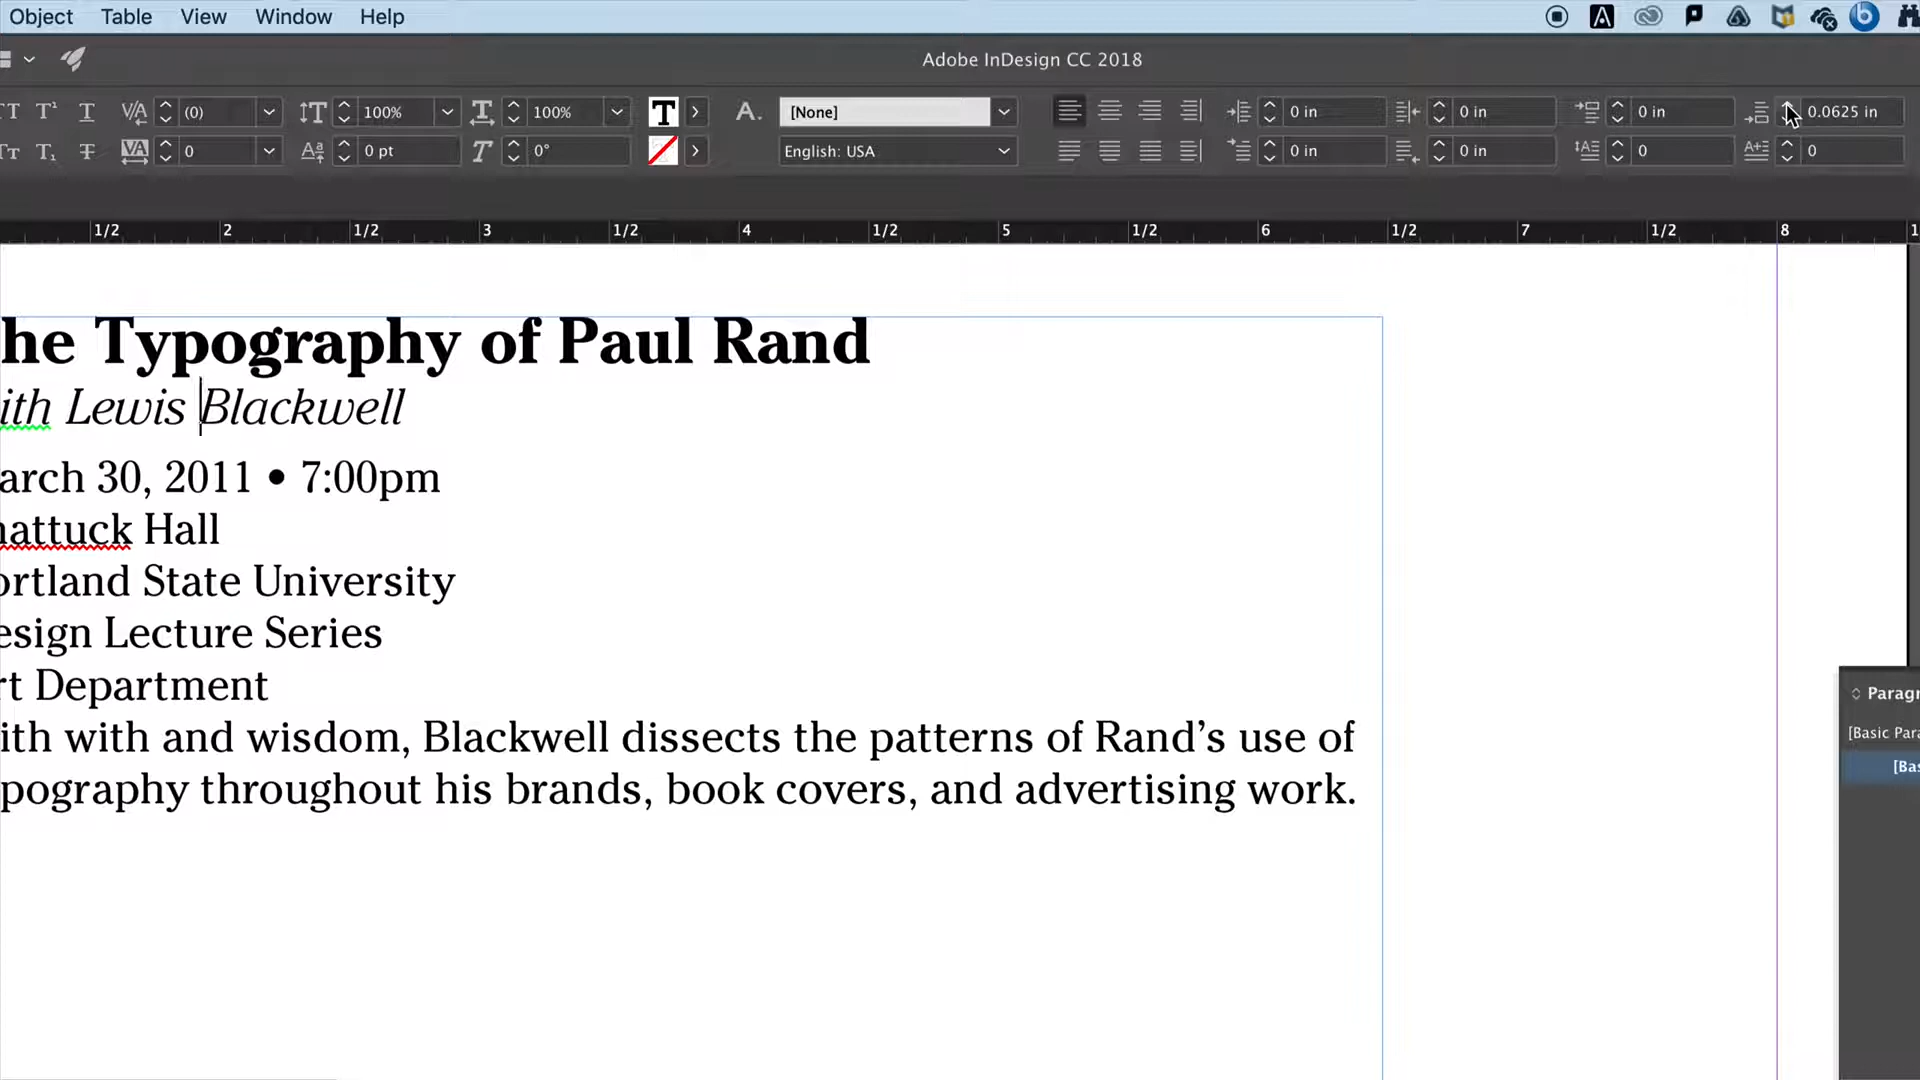 Object Table View Window Help
Adobe InDesign CC 2018
(0) 100% 100% [None] 0 in 0 in 0 in 0.0625 in
0 0 pt 0° English: USA 0 in 0 in 0 0
1/2 2 1/2 3 1/2 4 1/2 5 1/2 6 1/2 7 1/2 8 1
he Typography of Paul Rand
ith Lewis Blackwell
arch 30, 2011 • 7:00pm
hattuck Hall
ortland State University
esign Lecture Series
rt Department
ith with and wisdom, Blackwell dissects the patterns of Rand’s use of
pography throughout his brands, book covers, and advertising work.
Paragr
[Basic Para
[Bas